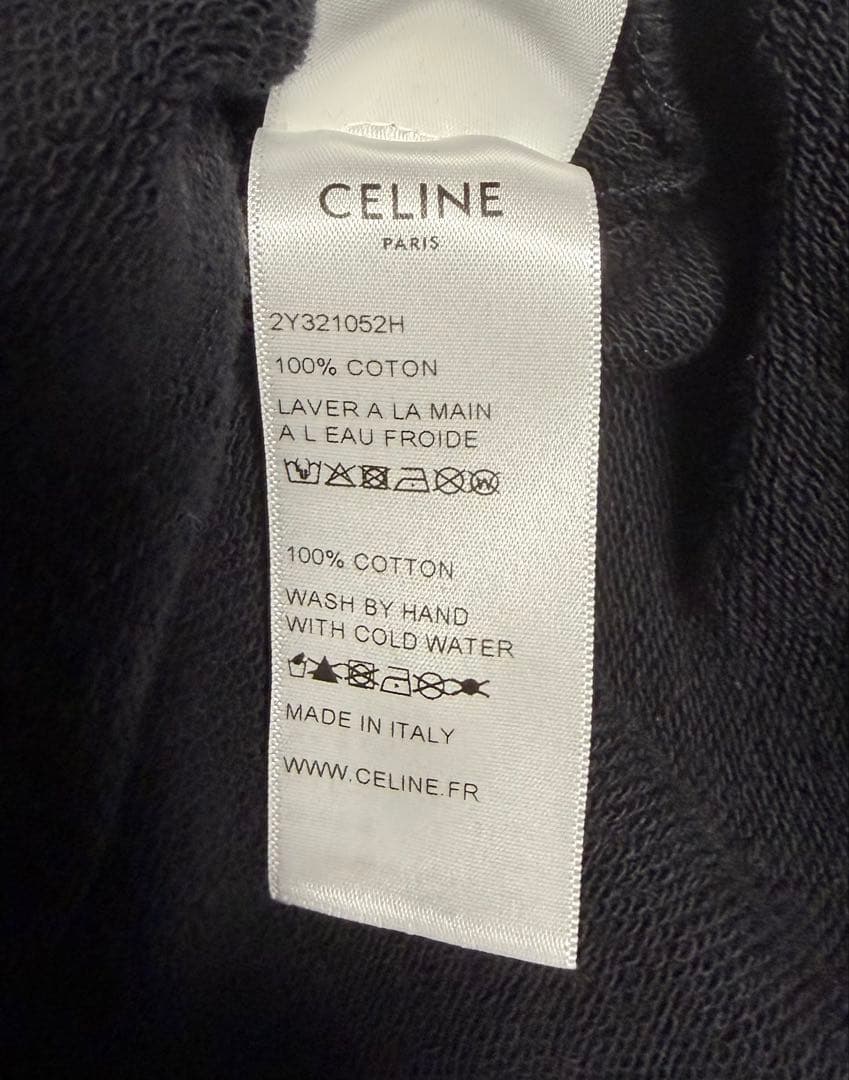 CELINE
PARIS
2Y321052H
100% COTON
LAVER A LA MAIN
A L EAU FROIDE
100% COTTON
WASH BY HAND
WITH COLD WATER
MADE IN ITALY
WWW.CELINE.FR